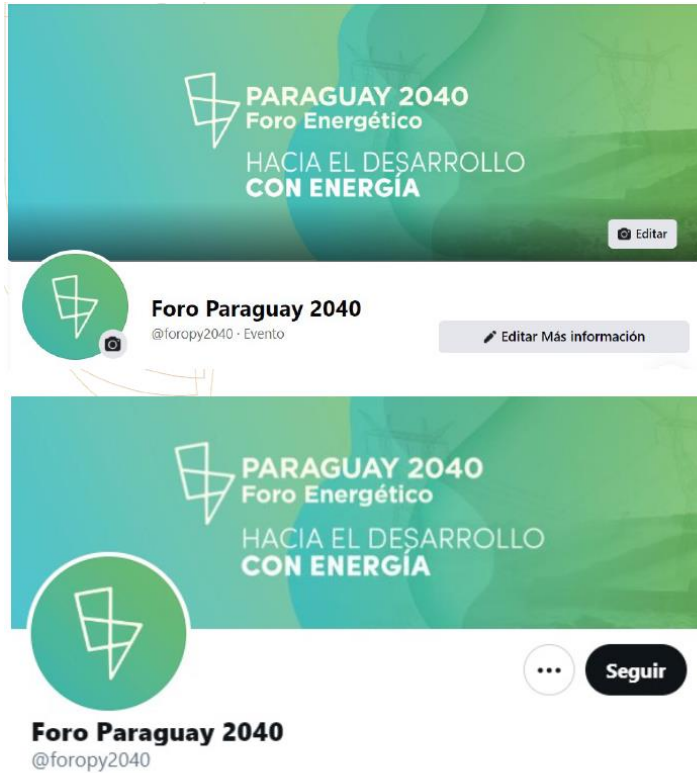 PARAGUAY 2040
Foro Energético
HACIA EL DESARROLLO
CON ENERGÍA
Editar
Foro Paraguay 2040
@foropy2040 · Evento
Editar Más información
PARAGUAY 2040
Foro Energético
HACIA EL DESARROLLO
CON ENERGÍA
Seguir
Foro Paraguay 2040
@foropy2040